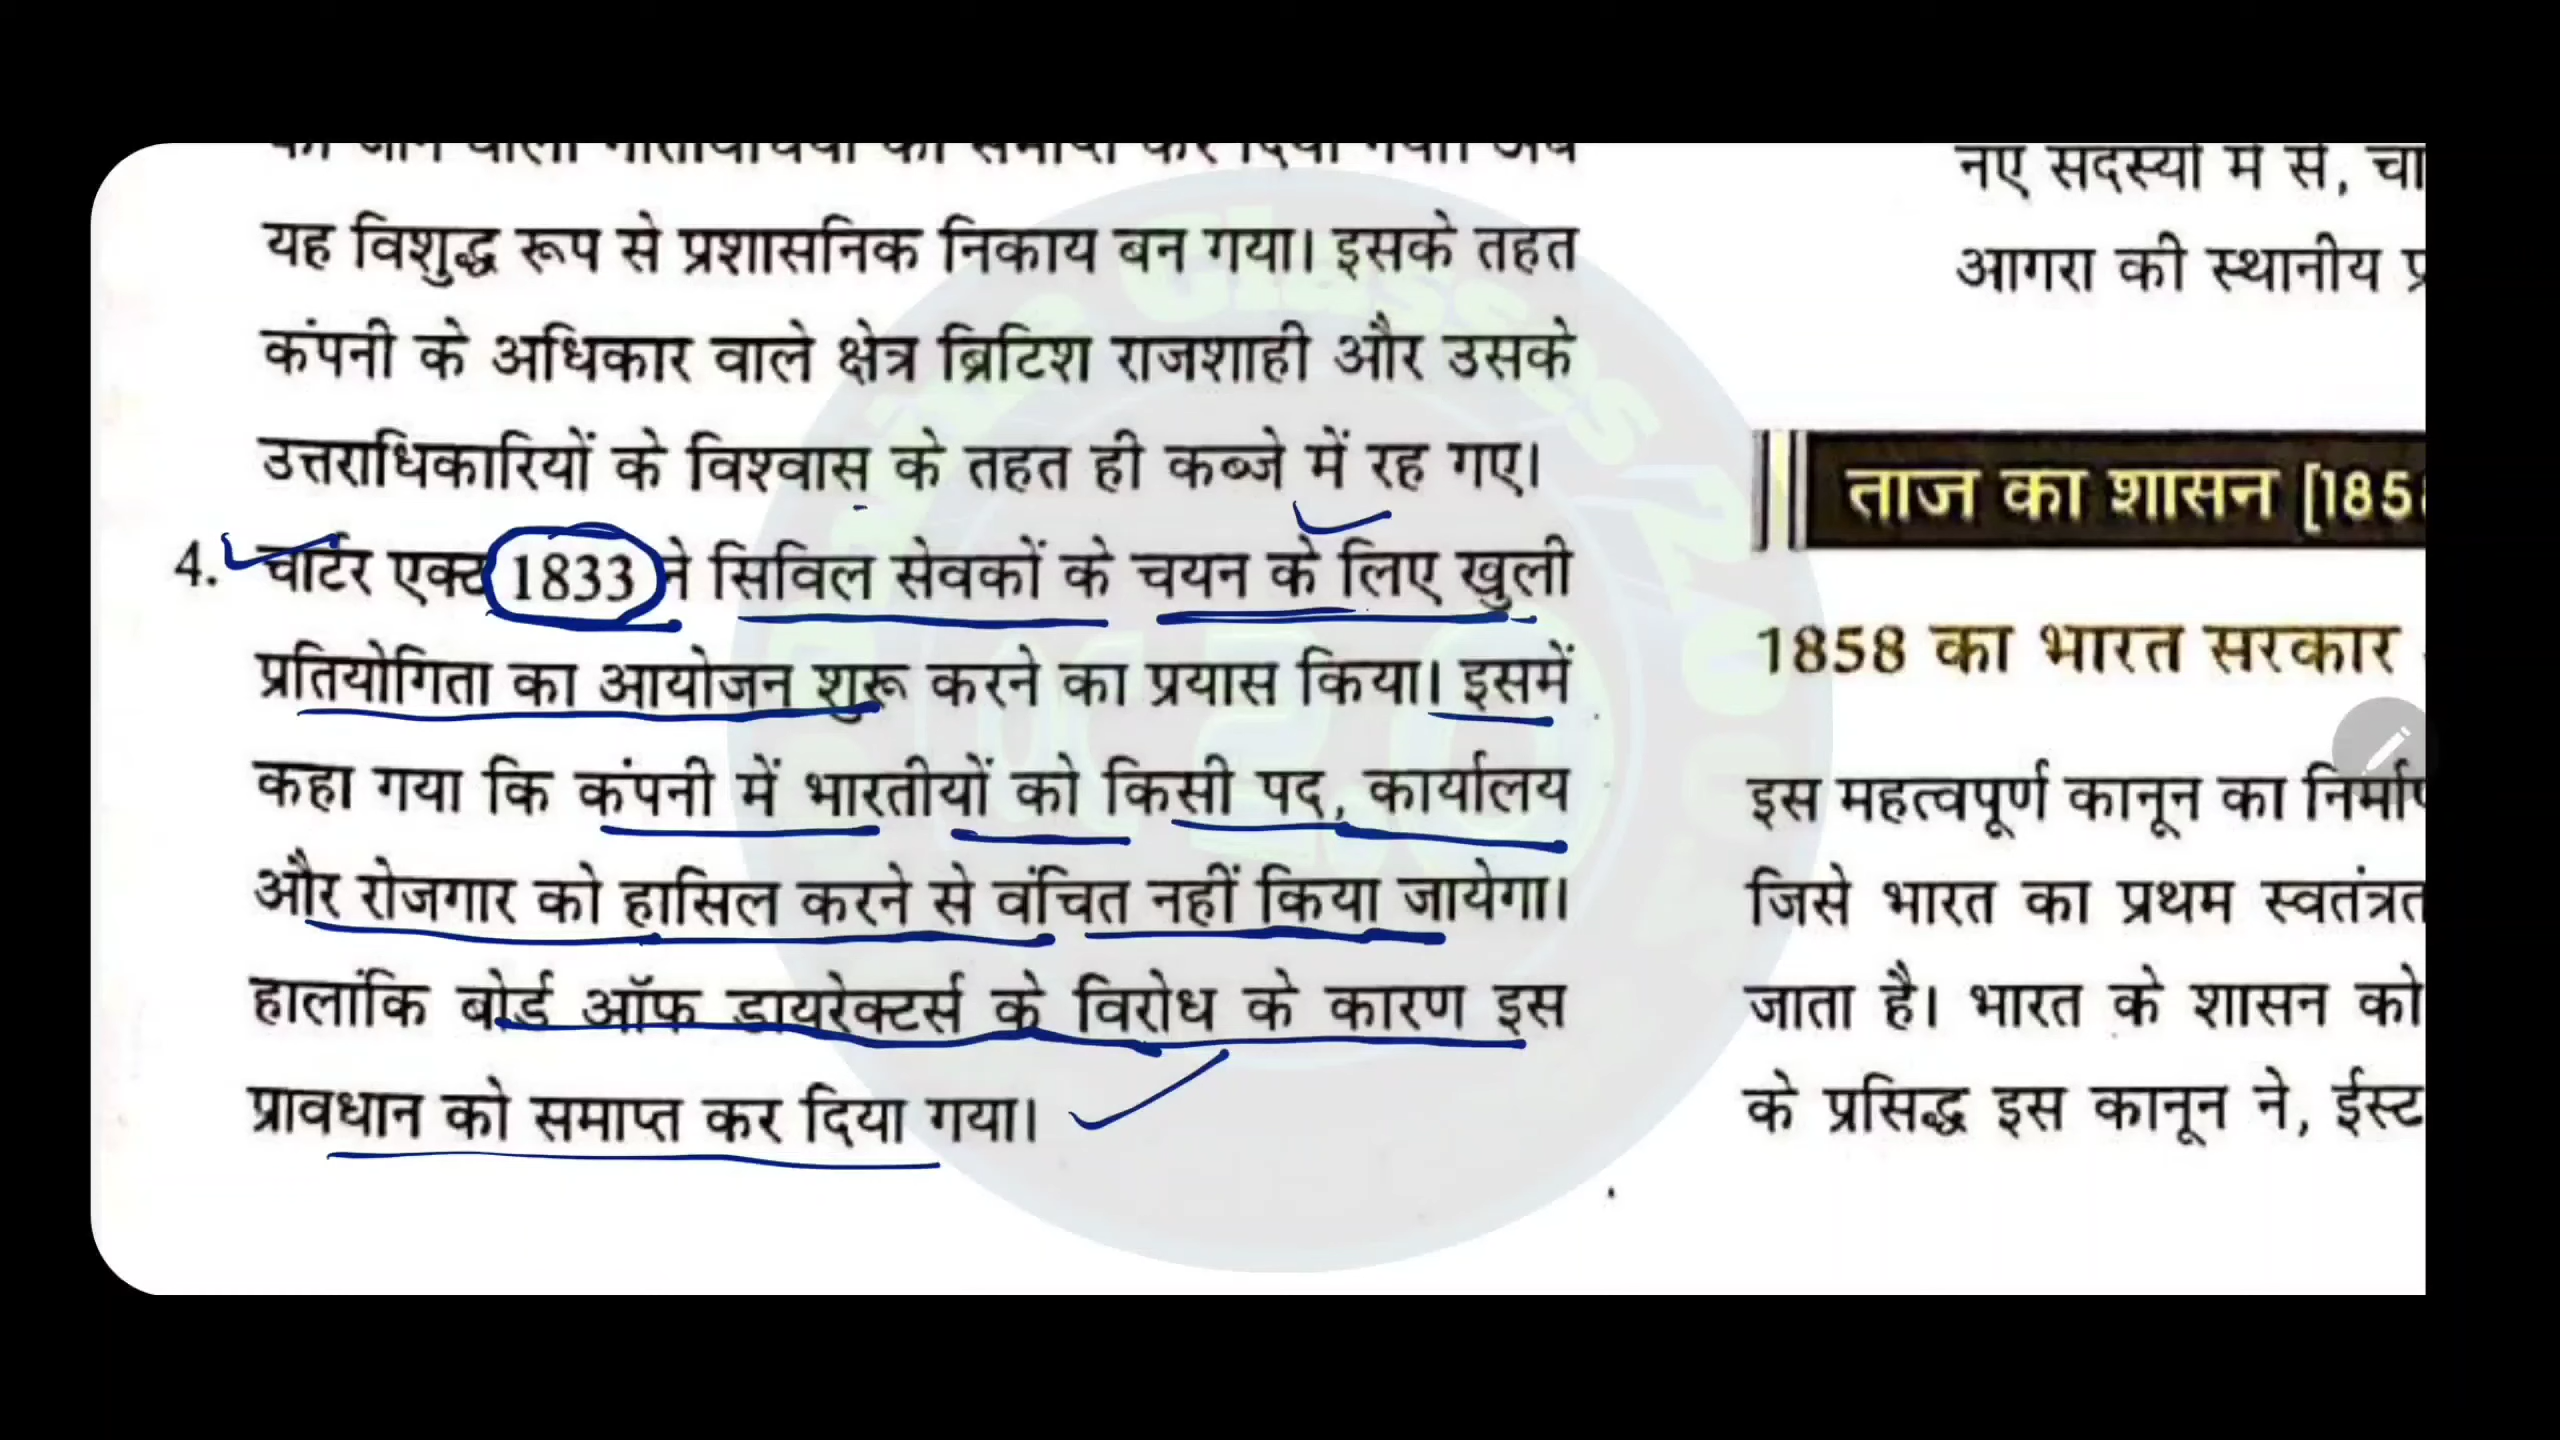 यह विशुद्ध रूप से प्रशासनिक निकाय बन गया। इसके तहत
कंपनी के अधिकार वाले क्षेत्र ब्रिटिश राजशाही और उसके
उत्तराधिकारियों के विश्वास के तहत ही कब्जे में रह गए।
4. चार्टर एक्ट 1833 ने सिविल सेवकों के चयन के लिए खुली
प्रतियोगिता का आयोजन शुरू करने का प्रयास किया। इसमें
कहा गया कि कंपनी में भारतीयों को किसी पद, कार्यालय
और रोजगार को हासिल करने से वंचित नहीं किया जायेगा।
हालांकि बोर्ड ऑफ डायरेक्टर्स के विरोध के कारण इस
प्रावधान को समाप्त कर दिया गया।
नए सदस्यों में से, चा
आगरा की स्थानीय प्र
ताज का शासन [185
1858 का भारत सरकार
इस महत्वपूर्ण कानून का निर्मा
जिसे भारत का प्रथम स्वतंत्रत
जाता है। भारत के शासन को
के प्रसिद्ध इस कानून ने, ईस्ट